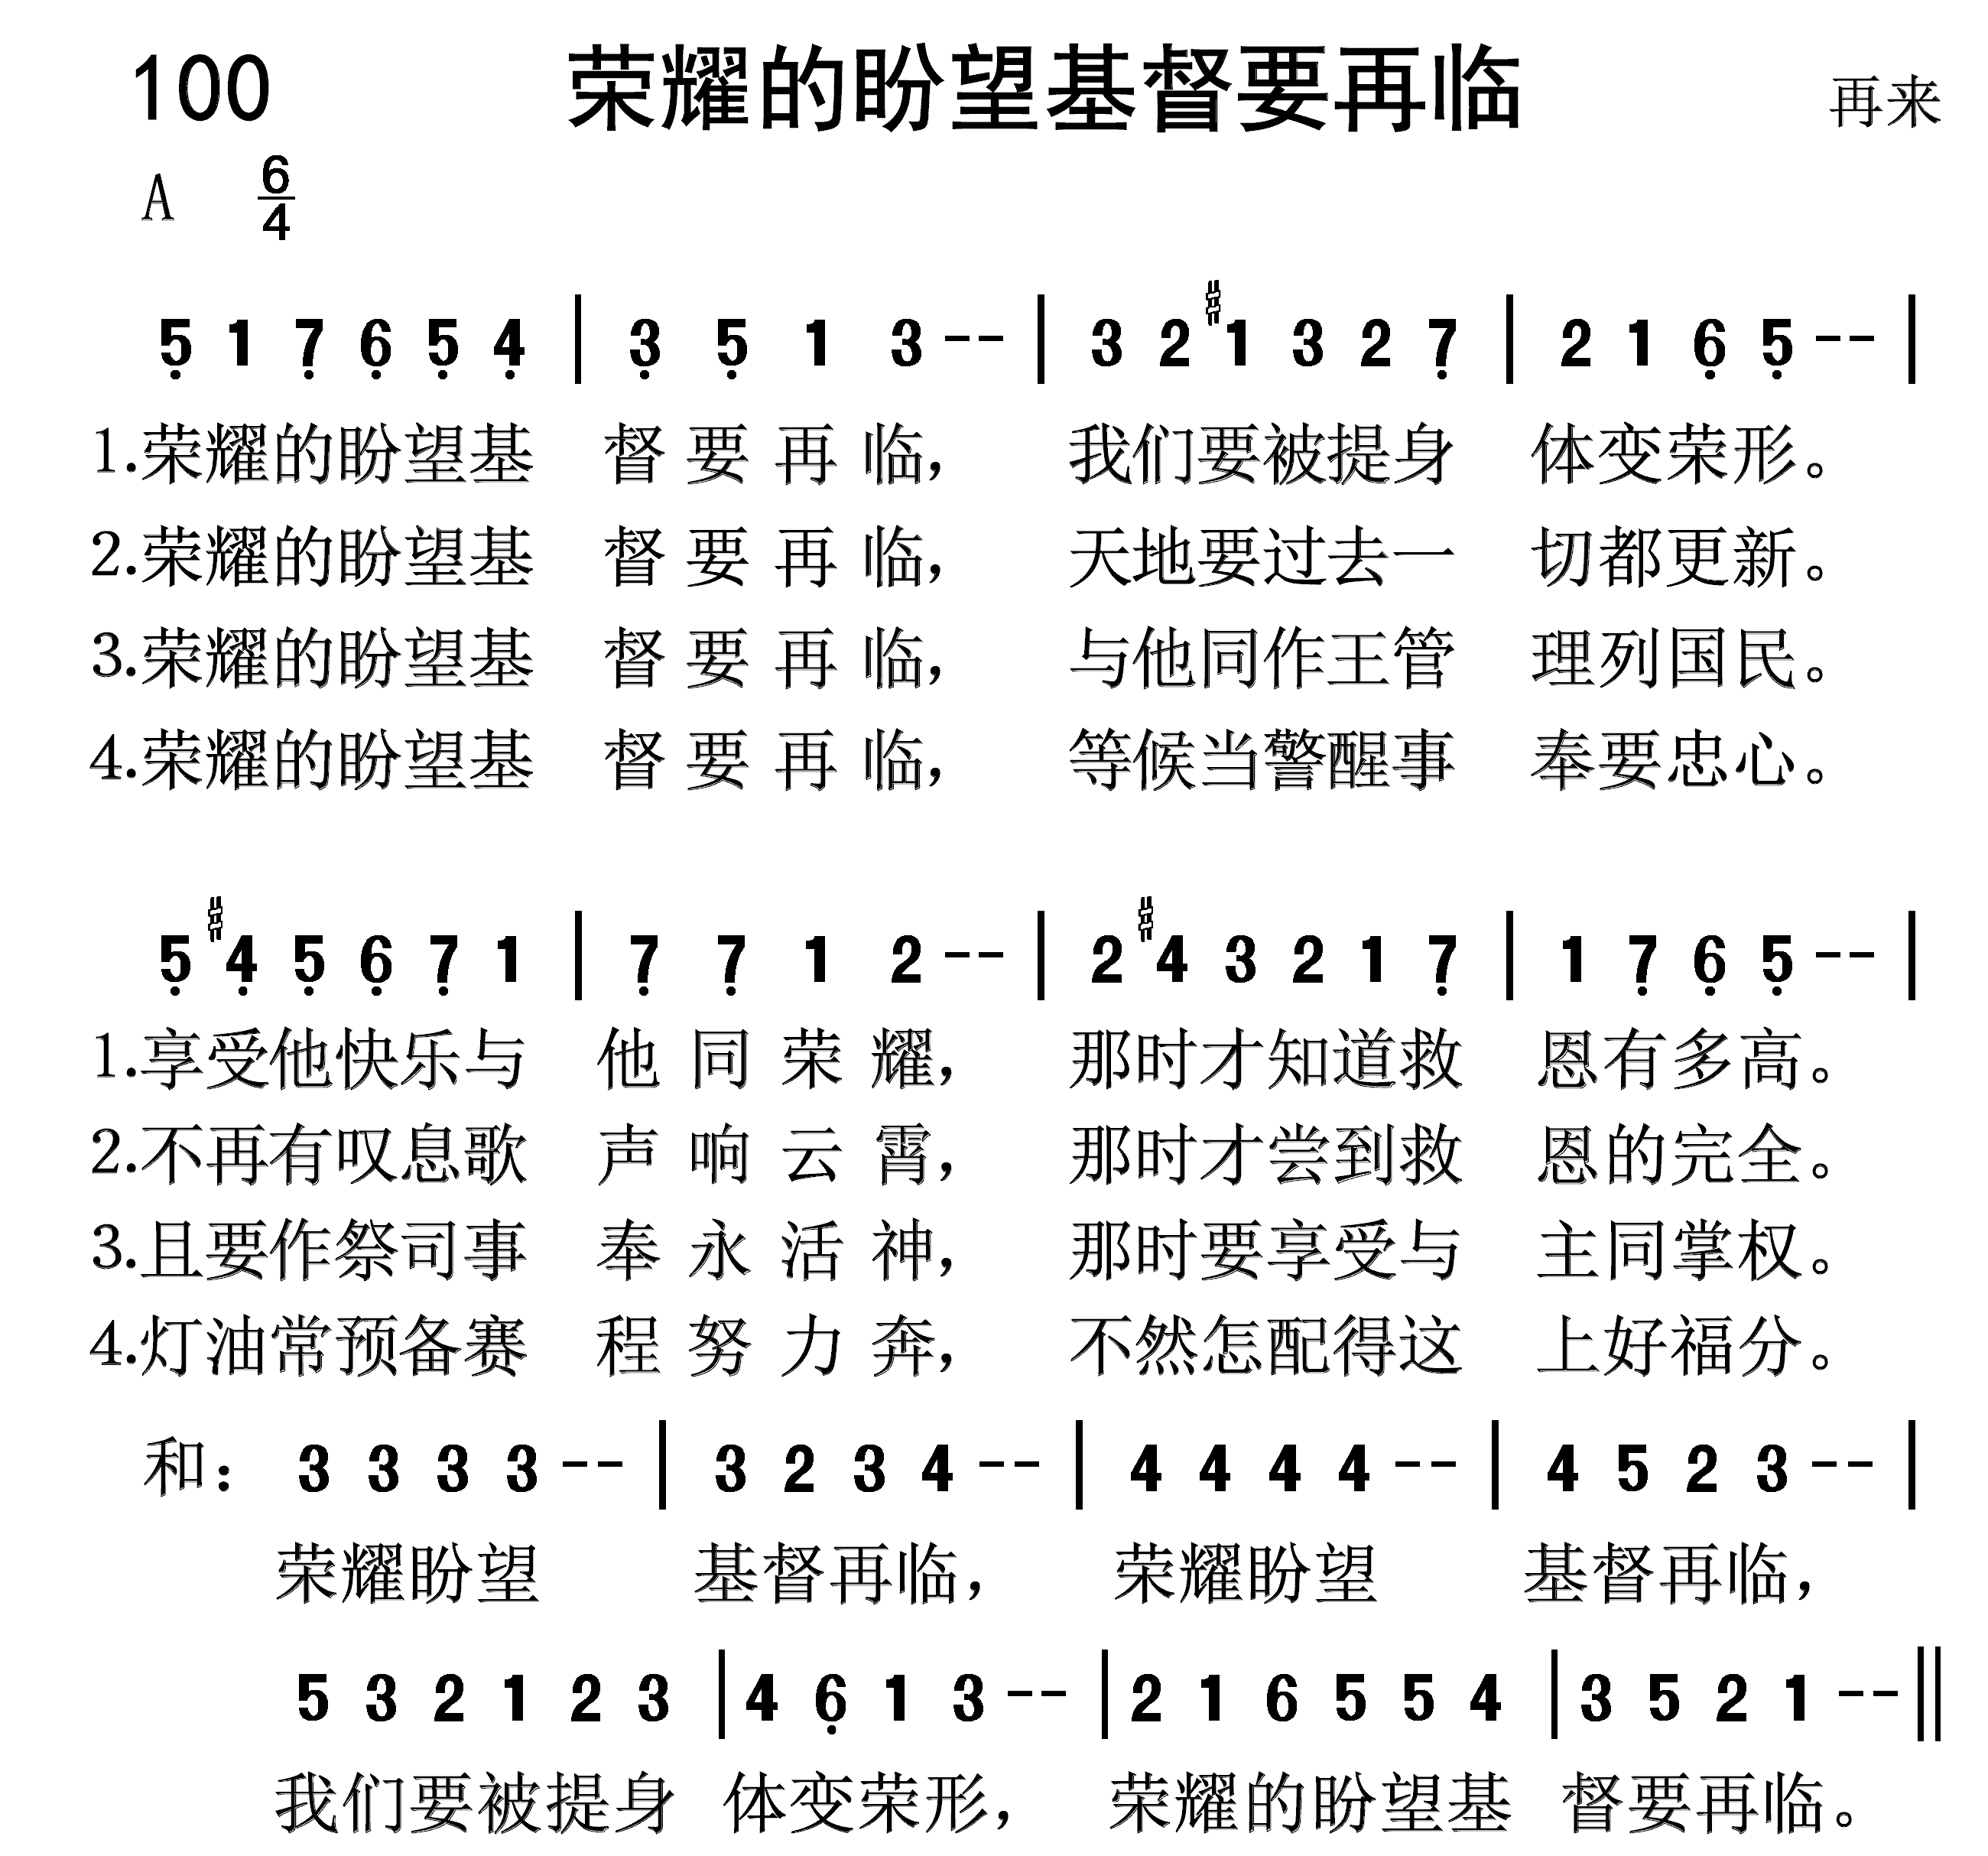 100 荣耀的盼望基督要再临 再来
A 6/4
5̣ 1 7̣ 6̣ 5̣ 4̣ | 3̣ 5̣ 1 3 -- | 3 2 #1 3 2 7̣ | 2 1 6̣ 5̣ -- |
1.荣耀的盼望基 督要再临， 我们要被提身 体变荣形。
2.荣耀的盼望基 督要再临， 天地要过去一 切都更新。
3.荣耀的盼望基 督要再临， 与他同作王管 理列国民。
4.荣耀的盼望基 督要再临， 等候当警醒事 奉要忠心。
5̣ #4̣ 5̣ 6̣ 7̣ 1 | 7̣ 7̣ 1 2 -- | 2 #4 3 2 1 7̣ | 1 7̣ 6̣ 5̣ -- |
1.享受他快乐与 他同荣耀， 那时才知道救 恩有多高。
2.不再有叹息歌 声响云霄， 那时才尝到救 恩的完全。
3.且要作祭司事 奉永活神， 那时要享受与 主同掌权。
4.灯油常预备赛 程努力奔， 不然怎配得这 上好福分。
和： 3 3 3 3 -- | 3 2 3 4 -- | 4 4 4 4 -- | 4 5 2 3 -- |
荣耀盼望 基督再临， 荣耀盼望 基督再临，
5 3 2 1 2 3 | 4 6̣ 1 3 -- | 2 1 6 5 5 4 | 3 5 2 1 -- ||
我们要被提身 体变荣形， 荣耀的盼望基 督要再临。